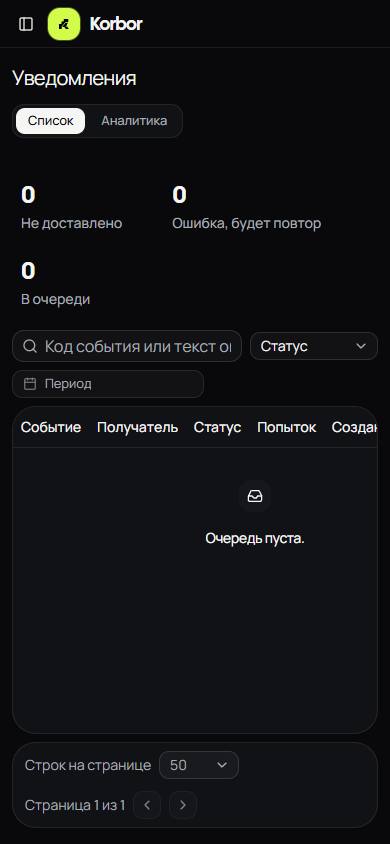 Korbor
Уведомления
Список Аналитика
0 0
Не доставлено Ошибка, будет повтор
0
В очереди
Код события или текст Статус
Период
Событие Получатель Статус Попыток
Очередь пуста.
Строк на странице 50
Страница 1 из 1